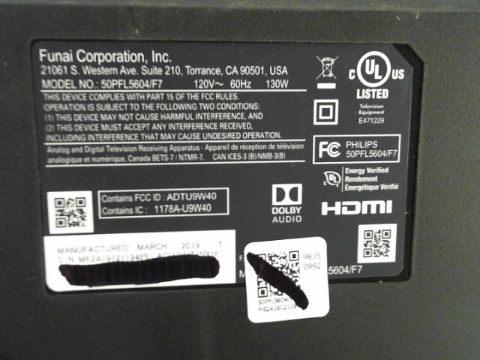 Funai Corporation, Inc.
21061 S. Western Ave. Suite 210, Torrance, CA 90501, USA
MODEL NO.: 50PFL5604/F7 120V~ 60Hz 130W
THIS DEVICE COMPLIES WITH PART 15 OF THE FCC RULES.
OPERATION IS SUBJECT TO THE FOLLOWING TWO CONDITIONS:
(1) THIS DEVICE MAY NOT CAUSE HARMFUL INTERFERENCE, AND
(2) THIS DEVICE MUST ACCEPT ANY INTERFERENCE RECEIVED,
INCLUDING INTERFERENCE THAT MAY CAUSE UNDESIRED OPERATION.
Analog and Digital Television Receiving Apparatus - Appareil de réception de télévision
analogique et numérique, Canada BETS-7 / NTMR-7. CAN ICES-3 (B)/NMB-3(B)
C UL US
LISTED
Television
Equipment
E471229
FC PHILIPS
50PFL5604/F7
Energy Verified
Rendement
Énergétique Vérifié
Contains FCC ID : ADTU9W40
Contains IC : 1178A-U9W40
DOLBY
AUDIO
HDMI
MANUFACTURED: MARCH 2019 T
S/N
9835
0992
5604/F7